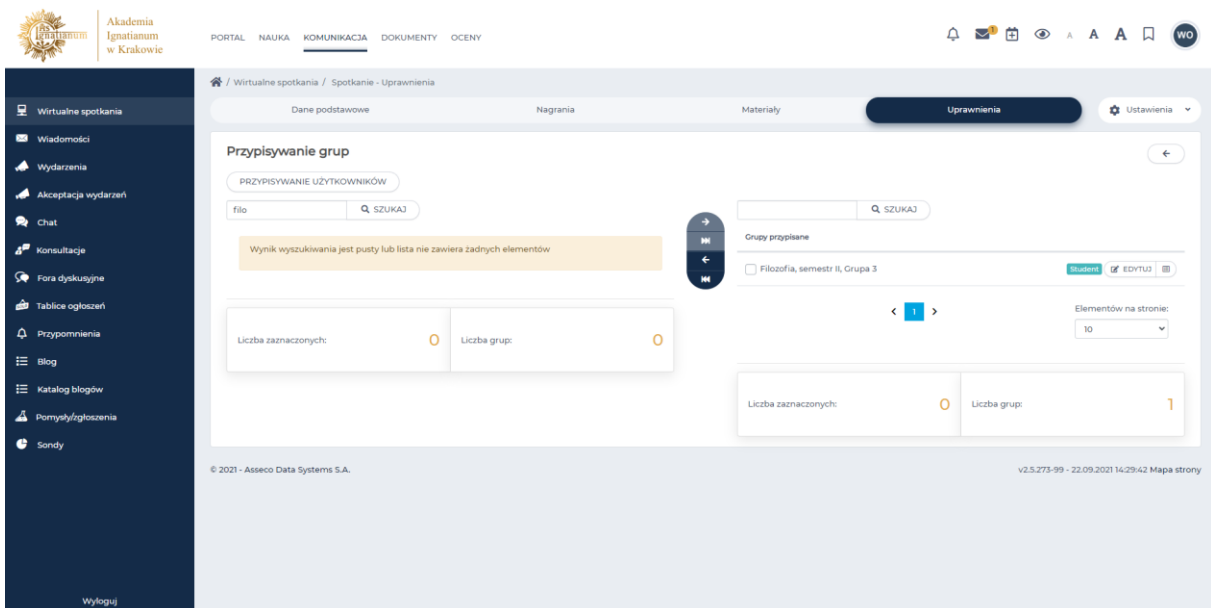 Ignatianum
Akademia
Ignatianum
w Krakowie
PORTAL NAUKA KOMUNIKACJA DOKUMENTY OCENY
A A A WO
/ Wirtualne spotkania / Spotkanie - Uprawnienia
Dane podstawowe Nagrania Materiały Uprawnienia Ustawienia
Wirtualne spotkania
Wiadomości
Wydarzenia
Akceptacja wydarzeń
Chat
Konsultacje
Fora dyskusyjne
Tablice ogłoszeń
Przypomnienia
Blog
Katalog blogów
Pomysły/zgłoszenia
Sondy
Wyloguj
Przypisywanie grup
PRZYPISYWANIE UŻYTKOWNIKÓW
filo SZUKAJ
Wynik wyszukiwania jest pusty lub lista nie zawiera żadnych elementów
Liczba zaznaczonych: 0 Liczba grup: 0
SZUKAJ
Grupy przypisane
Filozofia, semestr II, Grupa 3 Student EDYTUJ
1
Elementów na stronie:
10
Liczba zaznaczonych: 0 Liczba grup: 1
© 2021 - Asseco Data Systems S.A. v2.5.273-99 - 22.09.2021 14:29:42 Mapa strony